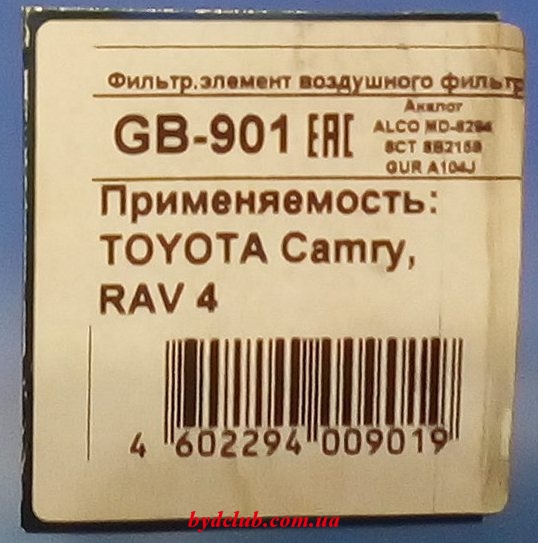 Фильтр.элемент воздушного фильтр
GB-901 EAC
Аналог
ALCO MD-8294
SCT SB2158
GUR A104J
Применяемость:
TOYOTA Camry,
RAV 4
4 602294 009019
bydclub.com.ua